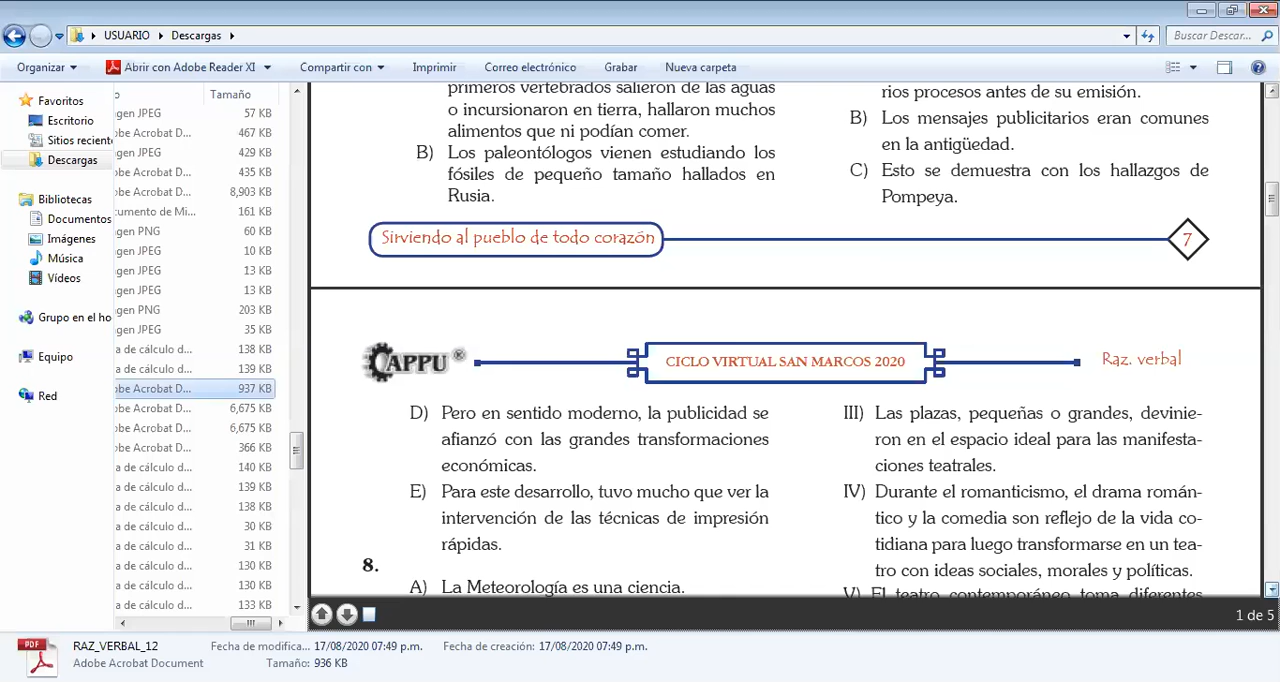 USUARIO
Descargas
Buscar Descar...
Organizar
Abrir con Adobe Reader XI
Compartir con
Imprimir
Correo electrónico
Grabar
Nueva carpeta
Favoritos
Escritorio
Sitios recient
Descargas
Bibliotecas
Documentos
Imágenes
Música
Vídeos
Grupo en el ho
Equipo
Red
o Tamaño
gen JPEG 57 KB
obe Acrobat D... 467 KB
gen JPEG 429 KB
obe Acrobat D... 435 KB
obe Acrobat D... 8,903 KB
cumento de Mi... 161 KB
gen PNG 60 KB
gen JPEG 10 KB
gen JPEG 13 KB
gen JPEG 13 KB
gen PNG 203 KB
gen JPEG 35 KB
a de cálculo d... 138 KB
a de cálculo d... 139 KB
obe Acrobat D... 937 KB
obe Acrobat D... 6,675 KB
obe Acrobat D... 6,675 KB
obe Acrobat D... 366 KB
a de cálculo d... 140 KB
a de cálculo d... 139 KB
a de cálculo d... 138 KB
a de cálculo d... 30 KB
a de cálculo d... 31 KB
a de cálculo d... 130 KB
a de cálculo d... 130 KB
a de cálculo d... 133 KB
primeros vertebrados salieron de las aguas
o incursionaron en tierra, hallaron muchos
alimentos que ni podían comer.
B) Los paleontólogos vienen estudiando los
fósiles de pequeño tamaño hallados en
Rusia.
rios procesos antes de su emisión.
B) Los mensajes publicitarios eran comunes
en la antigüedad.
C) Esto se demuestra con los hallazgos de
Pompeya.
Sirviendo al pueblo de todo corazón
7
APPU®
CICLO VIRTUAL SAN MARCOS 2020
Raz. verbal
D) Pero en sentido moderno, la publicidad se
afianzó con las grandes transformaciones
económicas.
E) Para este desarrollo, tuvo mucho que ver la
intervención de las técnicas de impresión
rápidas.
8.
A) La Meteorología es una ciencia.
III) Las plazas, pequeñas o grandes, devinie-
ron en el espacio ideal para las manifesta-
ciones teatrales.
IV) Durante el romanticismo, el drama román-
tico y la comedia son reflejo de la vida co-
tidiana para luego transformarse en un tea-
tro con ideas sociales, morales y políticas.
V) El teatro contemporáneo toma diferentes
1 de 5
RAZ_VERBAL_12
Adobe Acrobat Document
Fecha de modifica... 17/08/2020 07:49 p.m.
Tamaño: 936 KB
Fecha de creación: 17/08/2020 07:49 p.m.